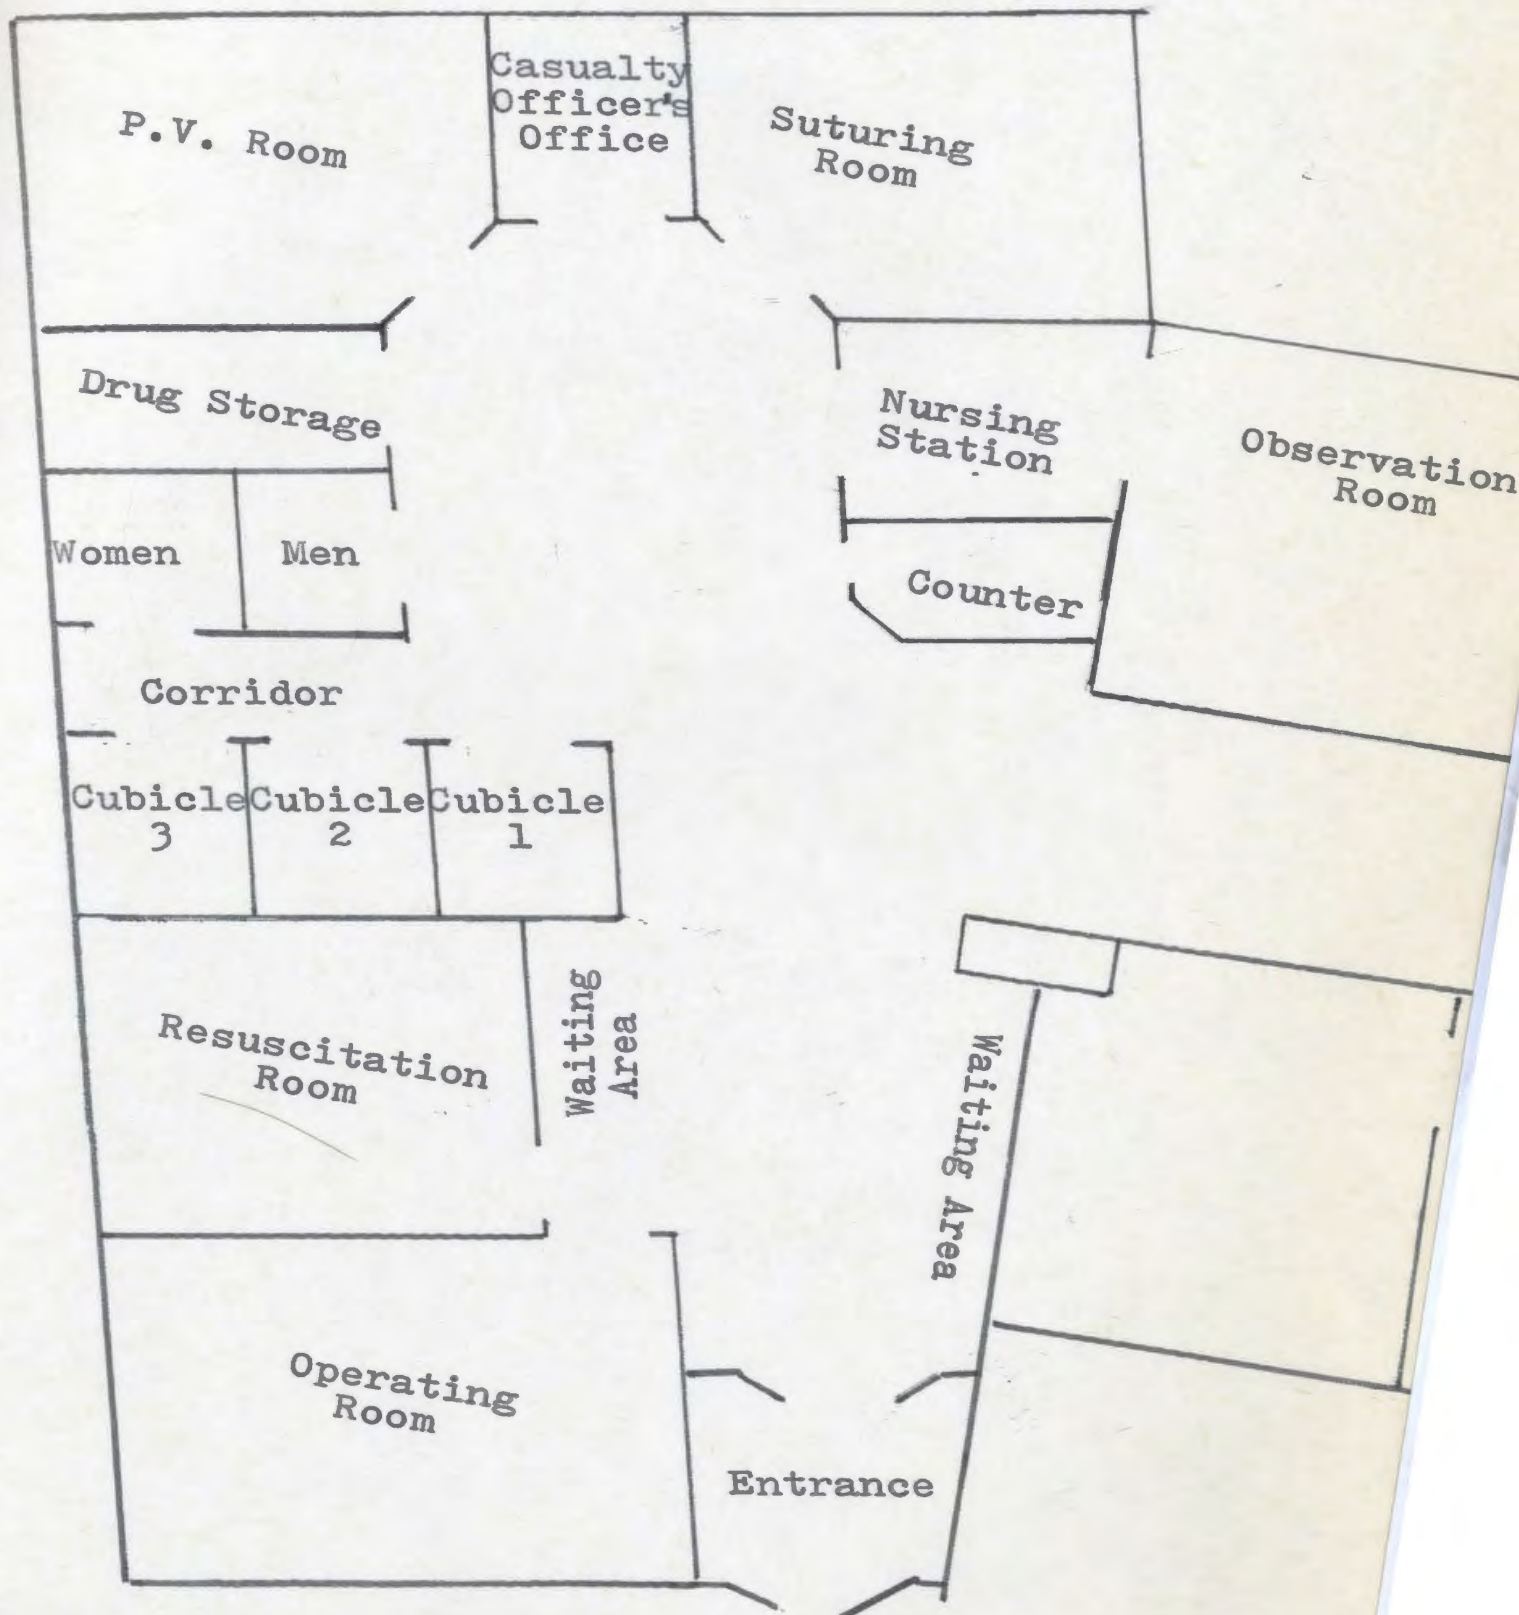 Casualty
Officer's
Office
P.V. Room
Suturing
Room
Drug Storage
Nursing
Station
Observation
Room
Women
Men
Counter
Corridor
Cubicle
3
Cubicle
2
Cubicle
1
Resuscitation
Room
Waiting
Area
Waiting Area
Operating
Room
Entrance